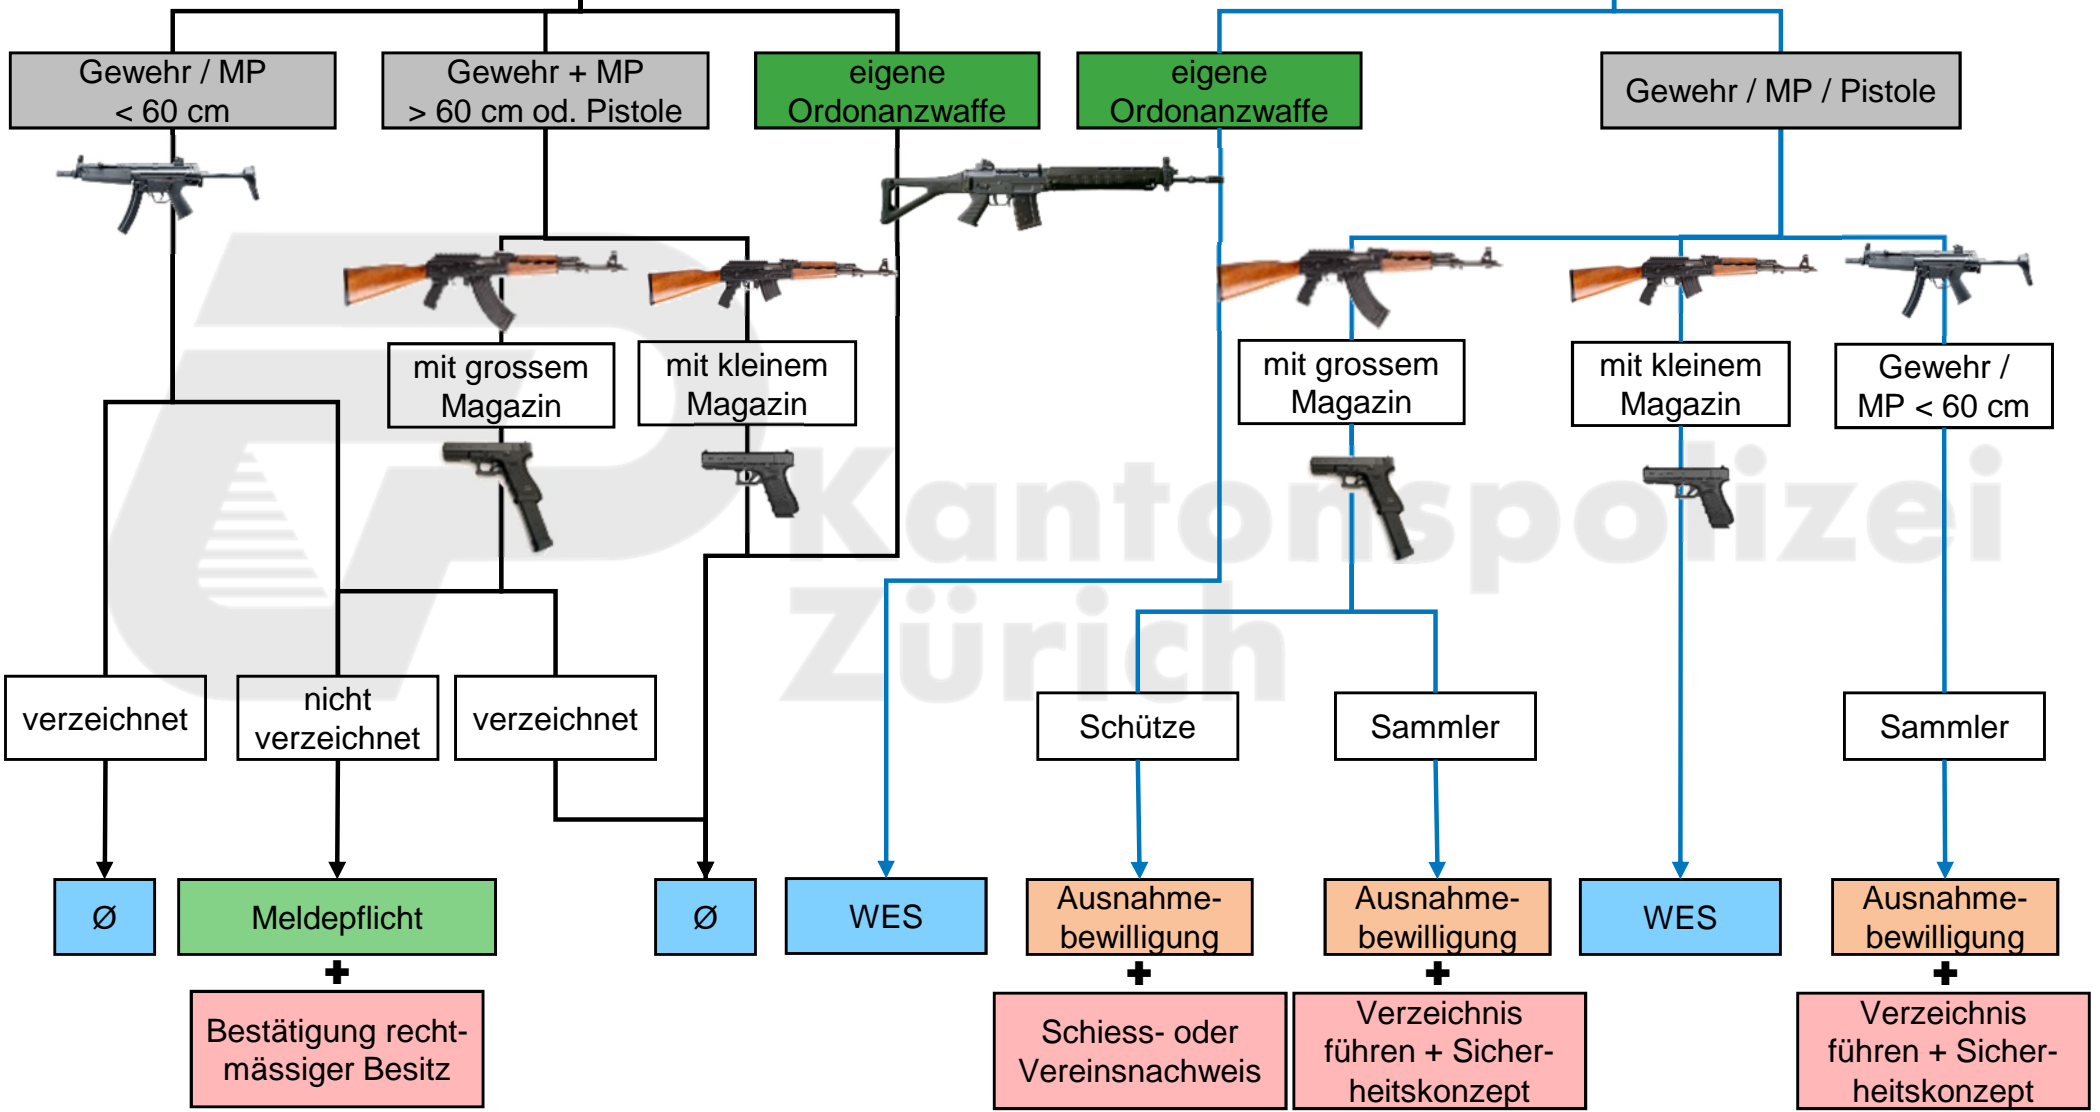 Gewehr / MP
< 60 cm
Gewehr + MP
> 60 cm od. Pistole
eigene
Ordonanzwaffe
eigene
Ordonanzwaffe
Gewehr / MP / Pistole
mit grossem
Magazin
mit kleinem
Magazin
mit grossem
Magazin
mit kleinem
Magazin
Gewehr /
MP < 60 cm
Kantonspolizei
Zürich
verzeichnet
nicht
verzeichnet
verzeichnet
Schütze
Sammler
Sammler
Ø
Meldepflicht
Ø
WES
Ausnahme-
bewilligung
Ausnahme-
bewilligung
WES
Ausnahme-
bewilligung
+
+
+
+
Bestätigung recht-
mässiger Besitz
Schiess- oder
Vereinsnachweis
Verzeichnis
führen + Sicher-
heitskonzept
Verzeichnis
führen + Sicher-
heitskonzept